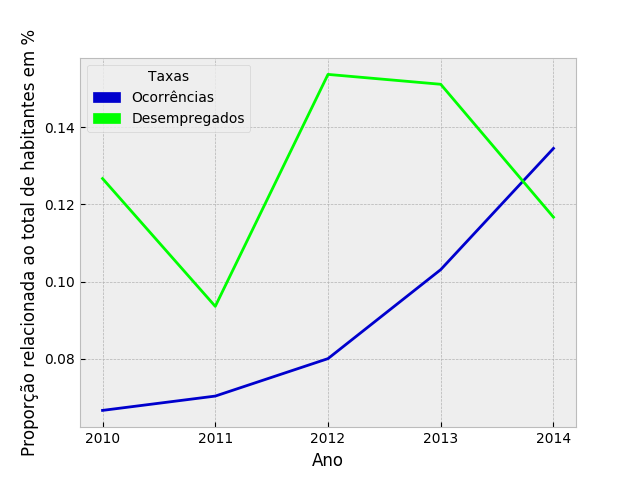 Proporção relacionada ao total de habitantes em %
Taxas
Ocorrências
Desempregados
0.14
0.12
0.10
0.08
2010 2011 2012 2013 2014
Ano